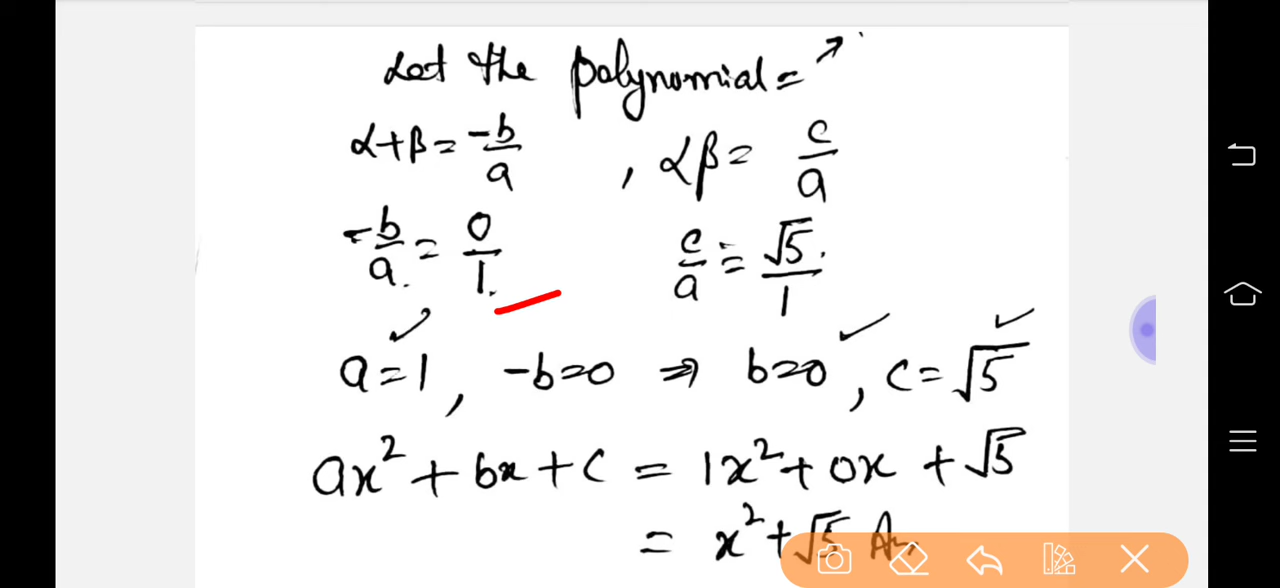 Let the polynomial =
α+β = -b/a , αβ = c/a
-b/a = 0/1. c/a = √5/1
a=1, -b=0 ⇒ b=0, c=√5
ax² + bx + c = 1x² + 0x + √5
= x² + √5